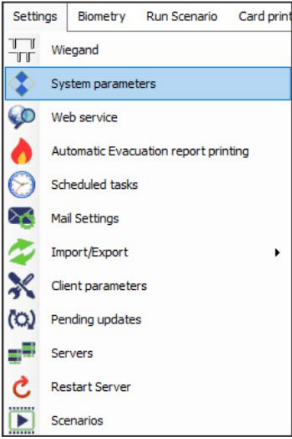 Settings Biometry Run Scenario Card print
Wiegand
System parameters
Web service
Automatic Evacuation report printing
Scheduled tasks
Mail Settings
Import/Export
Client parameters
Pending updates
Servers
Restart Server
Scenarios